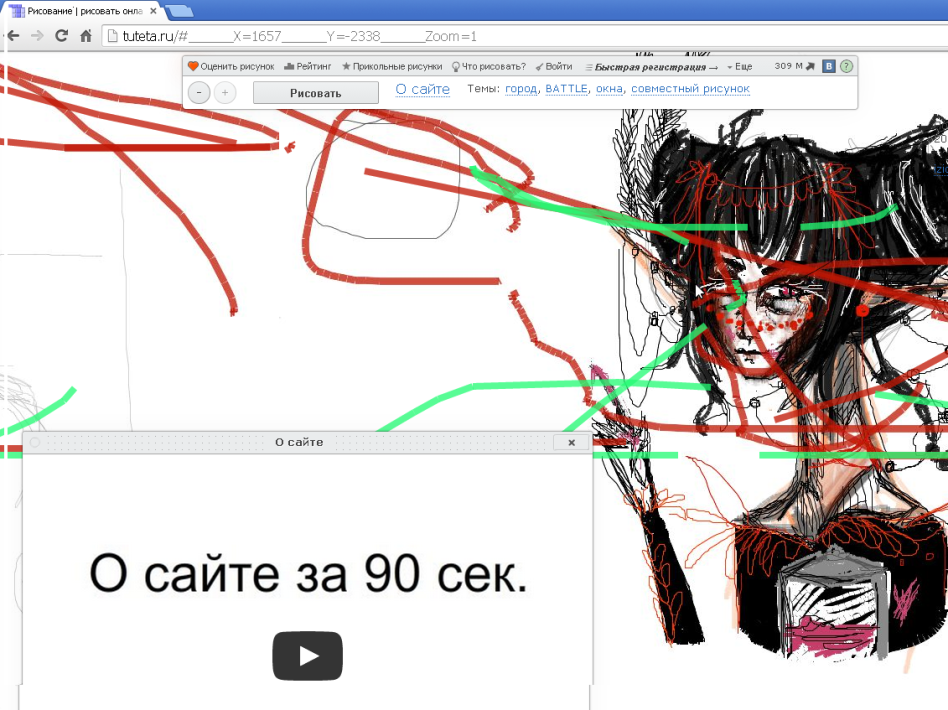 Рисование | рисовать онла
tuteta.ru/#______X=1657______Y=-2338______Zoom=1
Оценить рисунок Рейтинг Прикольные рисунки Что рисовать? Войти Быстрая регистрация → Еще 309 M В ?
- + Рисовать О сайте Темы: город, BATTLE, окна, совместный рисунок
О сайте
О сайте за 90 сек.